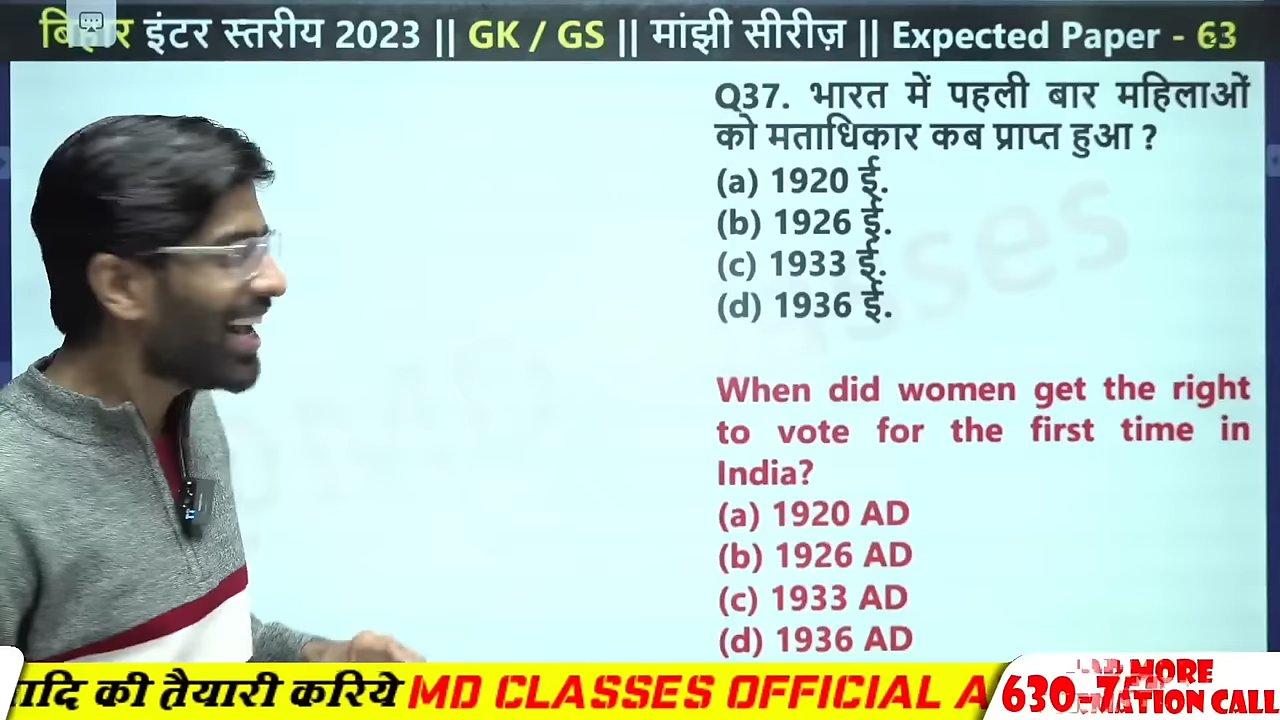 बिहार इंटर स्तरीय 2023 || GK / GS || मांझी सीरीज़ || Expected Paper - 63
Q37. भारत में पहली बार महिलाओं
को मताधिकार कब प्राप्त हुआ ?
(a) 1920 ई.
(b) 1926 ई.
(c) 1933 ई.
(d) 1936 ई.
When did women get the right
to vote for the first time in
India?
(a) 1920 AD
(b) 1926 AD
(c) 1933 AD
(d) 1936 AD
आदि की तैयारी करिये MD CLASSES OFFICIAL A
MORE
CALL